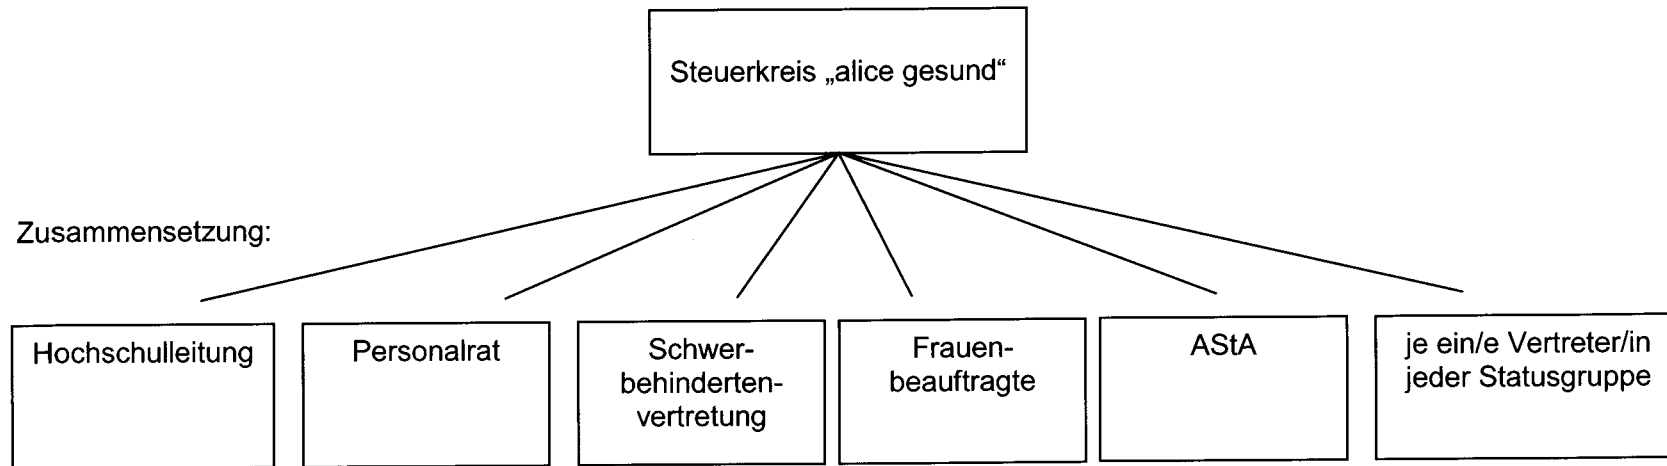 Steuerkreis „alice gesund“
Zusammensetzung:
Hochschulleitung
Personalrat
Schwer-
behinderten-
vertretung
Frauen-
beauftragte
AStA
je ein/e Vertreter/in
jeder Statusgruppe